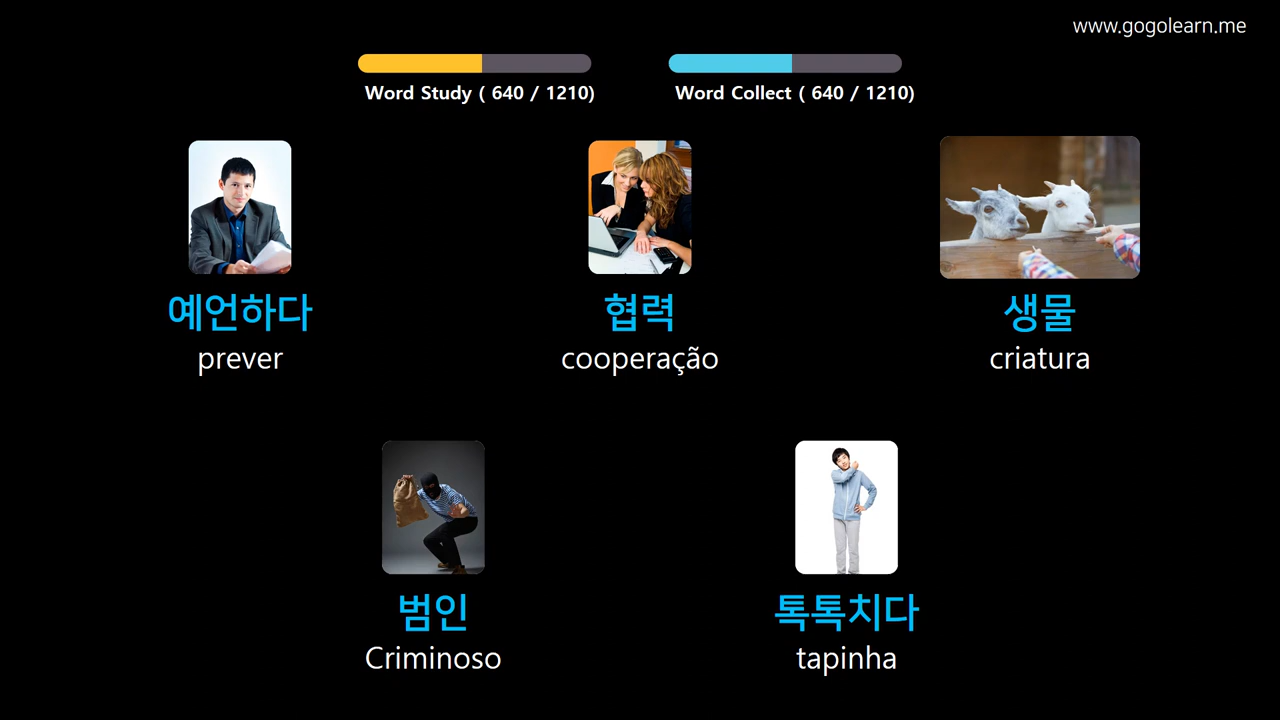 www.gogolearn.me
Word Study ( 640 / 1210)
Word Collect ( 640 / 1210)
예언하다
prever
협력
cooperação
생물
criatura
범인
Criminoso
톡톡치다
tapinha